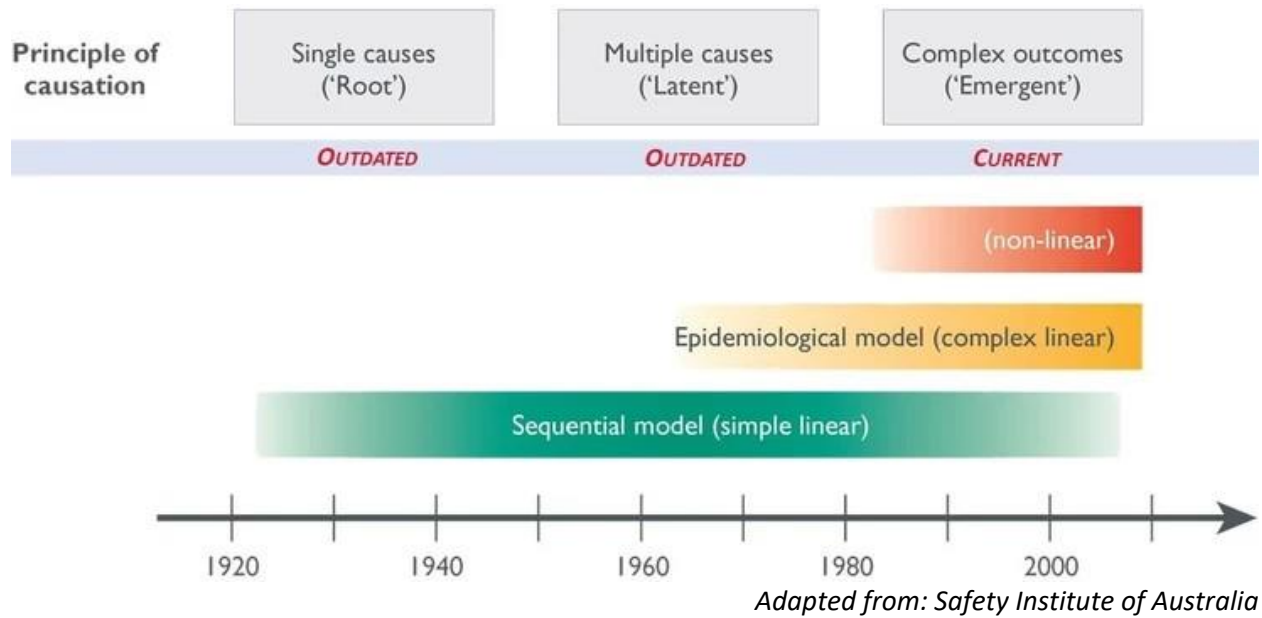 Principle of
causation
Single causes
('Root')
Multiple causes
('Latent')
Complex outcomes
('Emergent')
OUTDATED
OUTDATED
CURRENT
(non-linear)
Epidemiological model (complex linear)
Sequential model (simple linear)
1920
1940
1960
1980
2000
Adapted from: Safety Institute of Australia